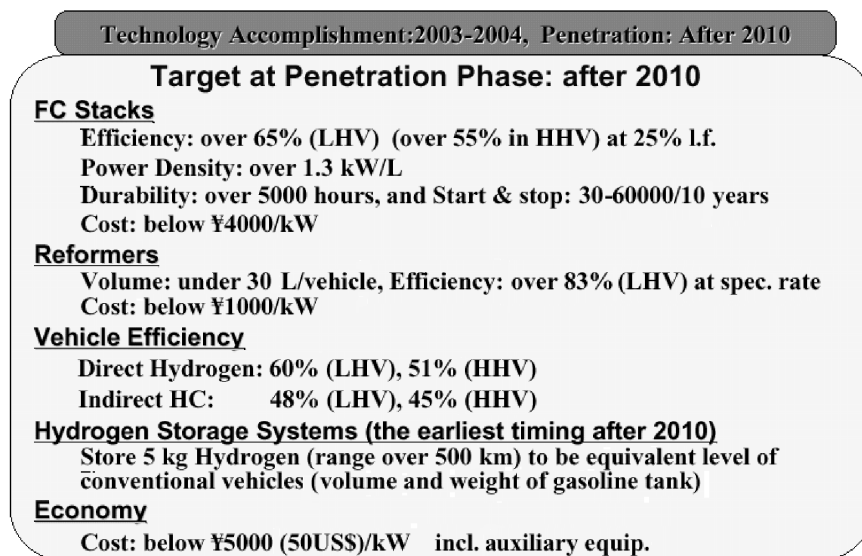 Technology Accomplishment:2003-2004, Penetration: After 2010
Target at Penetration Phase: after 2010
FC Stacks
Efficiency: over 65% (LHV) (over 55% in HHV) at 25% l.f.
Power Density: over 1.3 kW/L
Durability: over 5000 hours, and Start & stop: 30-60000/10 years
Cost: below ¥4000/kW
Reformers
Volume: under 30 L/vehicle, Efficiency: over 83% (LHV) at spec. rate
Cost: below ¥1000/kW
Vehicle Efficiency
Direct Hydrogen: 60% (LHV), 51% (HHV)
Indirect HC: 48% (LHV), 45% (HHV)
Hydrogen Storage Systems (the earliest timing after 2010)
Store 5 kg Hydrogen (range over 500 km) to be equivalent level of
conventional vehicles (volume and weight of gasoline tank)
Economy
Cost: below ¥5000 (50US$)/kW incl. auxiliary equip.